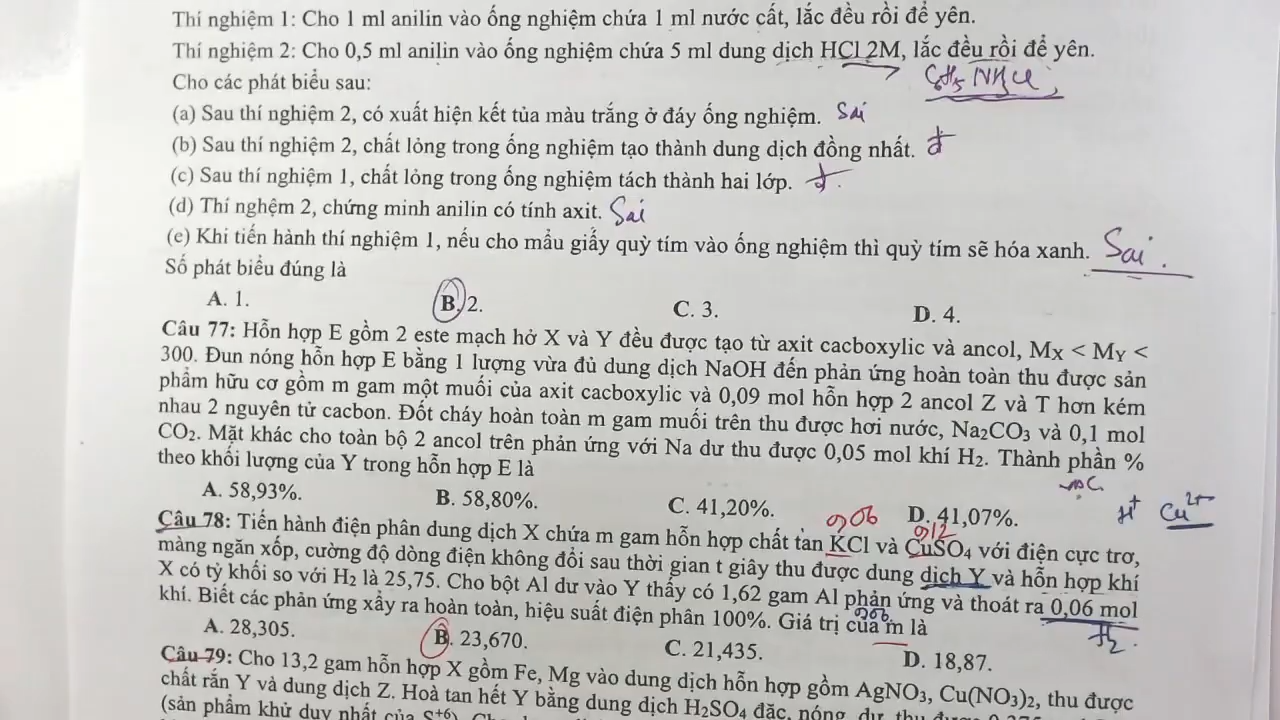 Thí nghiệm 1: Cho 1 ml anilin vào ống nghiệm chứa 1 ml nước cất, lắc đều rồi để yên.
Thí nghiệm 2: Cho 0,5 ml anilin vào ống nghiệm chứa 5 ml dung dịch HCl 2M, lắc đều rồi để yên.
Cho các phát biểu sau:
C₆H₅NH₃Cl
(a) Sau thí nghiệm 2, có xuất hiện kết tủa màu trắng ở đáy ống nghiệm. Sai
(b) Sau thí nghiệm 2, chất lỏng trong ống nghiệm tạo thành dung dịch đồng nhất. đ
(c) Sau thí nghiệm 1, chất lỏng trong ống nghiệm tách thành hai lớp. đ
(d) Thí nghệm 2, chứng minh anilin có tính axit. Sai
(e) Khi tiến hành thí nghiệm 1, nếu cho mẩu giấy quỳ tím vào ống nghiệm thì quỳ tím sẽ hóa xanh. Sai.
Số phát biểu đúng là
A. 1. B. 2. C. 3. D. 4.
Câu 77: Hỗn hợp E gồm 2 este mạch hở X và Y đều được tạo từ axit cacboxylic và ancol, Mₓ < MY <
300. Đun nóng hỗn hợp E bằng 1 lượng vừa đủ dung dịch NaOH đến phản ứng hoàn toàn thu được sản
phẩm hữu cơ gồm m gam một muối của axit cacboxylic và 0,09 mol hỗn hợp 2 ancol Z và T hơn kém
nhau 2 nguyên tử cacbon. Đốt cháy hoàn toàn m gam muối trên thu được hơi nước, Na₂CO₃ và 0,1 mol
CO₂. Mặt khác cho toàn bộ 2 ancol trên phản ứng với Na dư thu được 0,05 mol khí H₂. Thành phần %
theo khối lượng của Y trong hỗn hợp E là
A. 58,93%. B. 58,80%. C. 41,20%. D. 41,07%.
0,06 0,12 H⁺ Cu²⁺
Câu 78: Tiến hành điện phân dung dịch X chứa m gam hỗn hợp chất tan KCl và CuSO₄ với điện cực trơ,
màng ngăn xốp, cường độ dòng điện không đổi sau thời gian t giây thu được dung dịch Y và hỗn hợp khí
X có tỷ khối so với H₂ là 25,75. Cho bột Al dư vào Y thấy có 1,62 gam Al phản ứng và thoát ra 0,06 mol
khí. Biết các phản ứng xẩy ra hoàn toàn, hiệu suất điện phân 100%. Giá trị của m là
0,06 H₂.
A. 28,305. B. 23,670. C. 21,435. D. 18,87.
Câu 79: Cho 13,2 gam hỗn hợp X gồm Fe, Mg vào dung dịch hỗn hợp gồm AgNO₃, Cu(NO₃)₂, thu được
chất rắn Y và dung dịch Z. Hoà tan hết Y bằng dung dịch H₂SO₄ đặc, nóng, dư, thu được
(sản phẩm khử duy nhất của S⁺⁶).